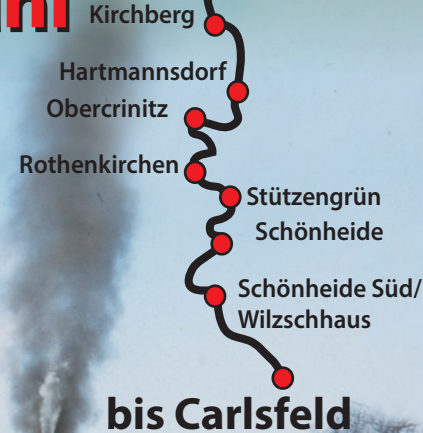 Kirchberg
Hartmannsdorf
Obercrinitz
Rothenkirchen
Stützengrün
Schönheide
Schönheide Süd/
Wilzschhaus
bis Carlsfeld